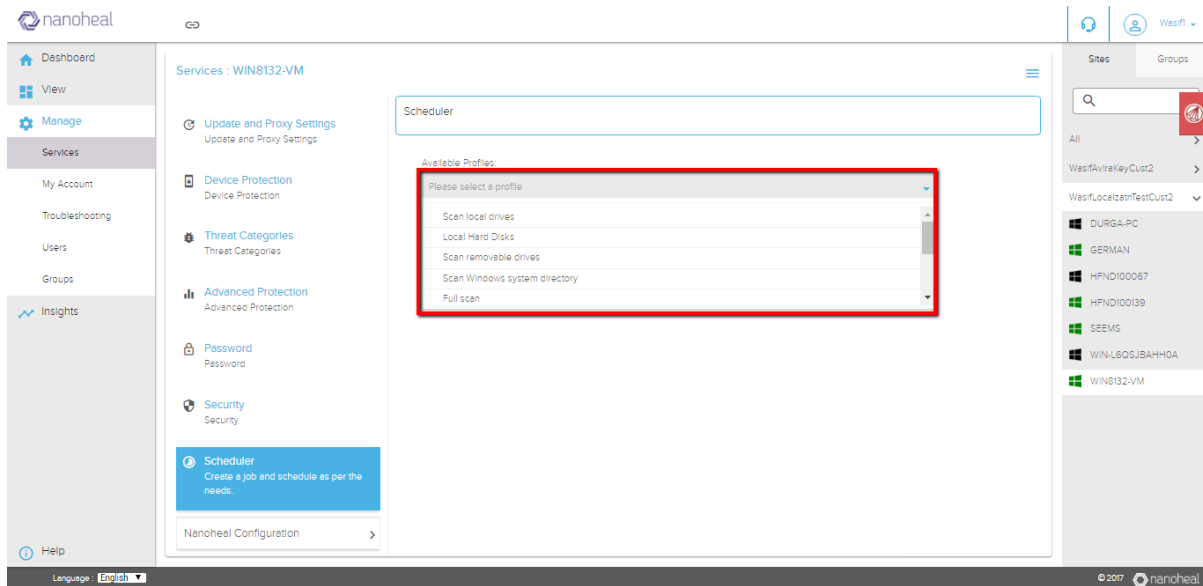 nanoheal
Wasif1
Dashboard
View
Manage
Services
My Account
Troubleshooting
Users
Groups
Insights
Help
Language : English
Services : WIN8132-VM
Update and Proxy Settings
Update and Proxy Settings
Device Protection
Device Protection
Threat Categories
Threat Categories
Advanced Protection
Advanced Protection
Password
Password
Security
Security
Scheduler
Create a job and schedule as per the
needs.
Nanoheal Configuration
Scheduler
Available Profiles:
Please select a profile
Scan local drives
Local Hard Disks
Scan removable drives
Scan Windows system directory
Full scan
Sites
Groups
All
WasifAviraKeyCust2
WasifLocalzatnTestCust2
DURGA-PC
GERMAN
HFND100067
HFND100139
SEEMS
WIN-L6QSJBAHH0A
WIN8132-VM
© 2017 nanoheal